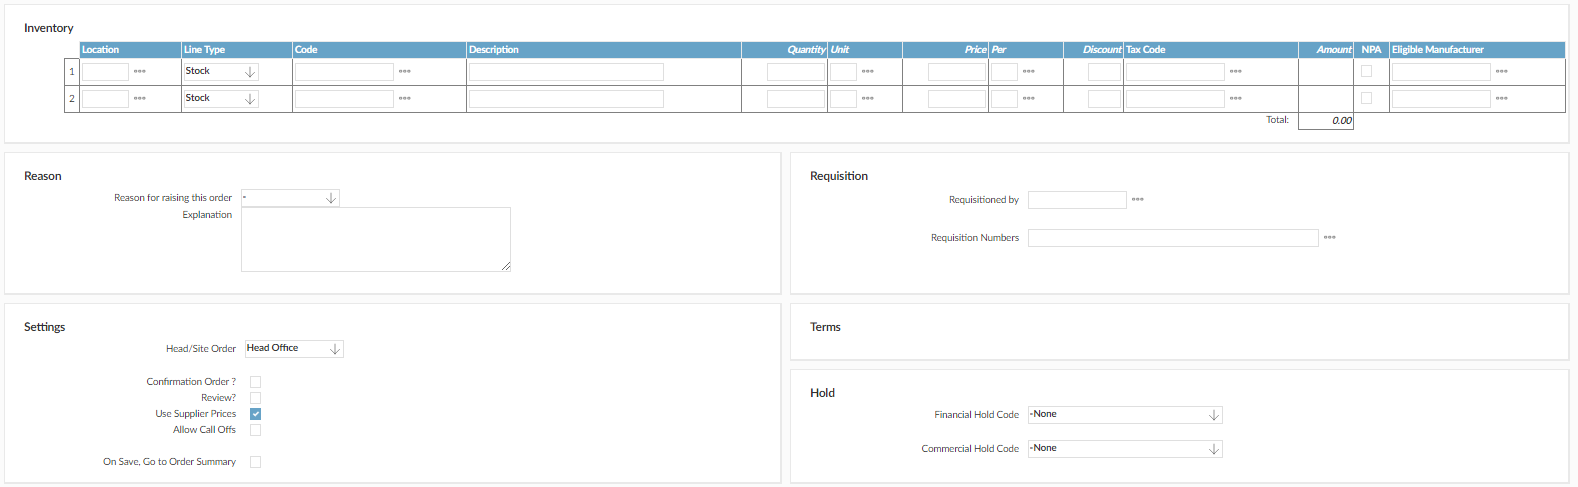 Inventory
Location Line Type Code Description Quantity Unit Price Per Discount Tax Code Amount NPA Eligible Manufacturer
1 Stock
2 Stock
Total: 0.00
Reason
Reason for raising this order -
Explanation
Requisition
Requisitioned by
Requisition Numbers
Settings
Head/Site Order Head Office
Confirmation Order ?
Review?
Use Supplier Prices
Allow Call Offs
On Save, Go to Order Summary
Terms
Hold
Financial Hold Code -None
Commercial Hold Code -None